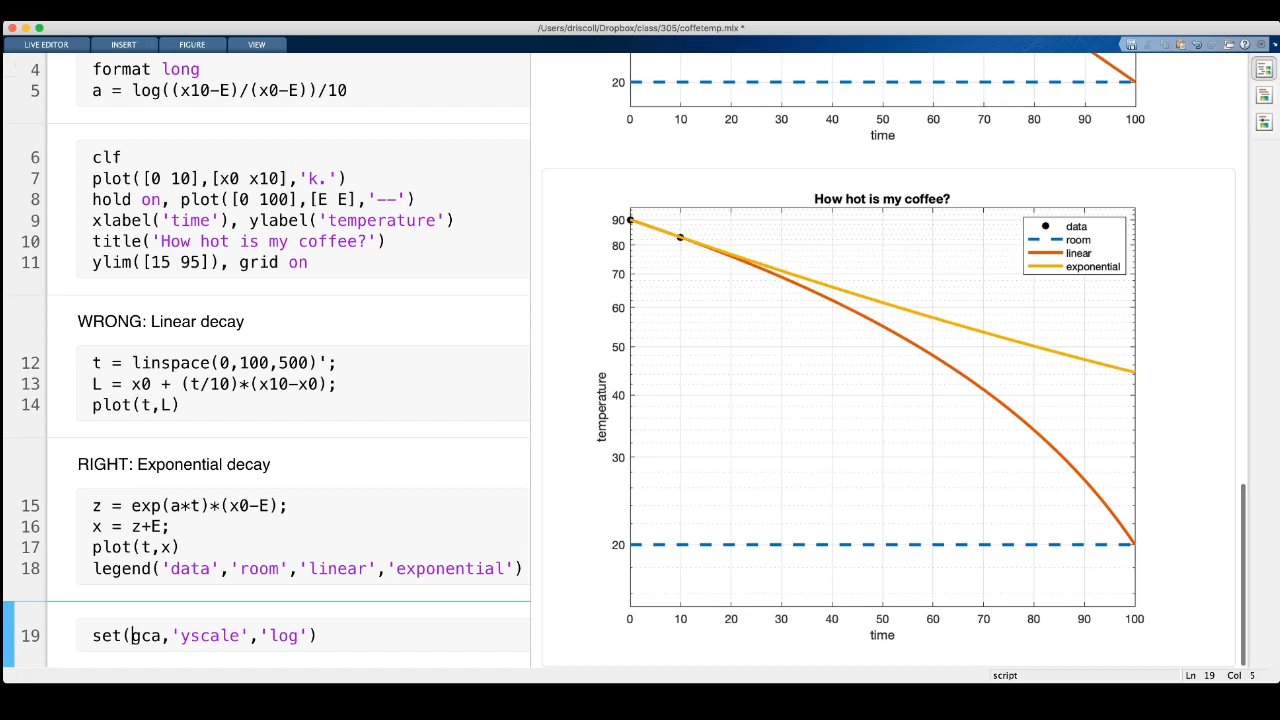 /Users/driscoll/Dropbox/class/305/coffetemp.mlx *
LIVE EDITOR INSERT FIGURE VIEW
4 format long
5 a = log((x10-E)/(x0-E))/10
6 clf
7 plot([0 10],[x0 x10],'k.')
8 hold on, plot([0 100],[E E],'--')
9 xlabel('time'), ylabel('temperature')
10 title('How hot is my coffee?')
11 ylim([15 95]), grid on
WRONG: Linear decay
12 t = linspace(0,100,500)';
13 L = x0 + (t/10)*(x10-x0);
14 plot(t,L)
RIGHT: Exponential decay
15 z = exp(a*t)*(x0-E);
16 x = z+E;
17 plot(t,x)
18 legend('data','room','linear','exponential')
19 set(gca,'yscale','log')
20
0 10 20 30 40 50 60 70 80 90 100
time
How hot is my coffee?
90
80
70
60
50
40
30
20
temperature
data
room
linear
exponential
0 10 20 30 40 50 60 70 80 90 100
time
script Ln 19 Col 5